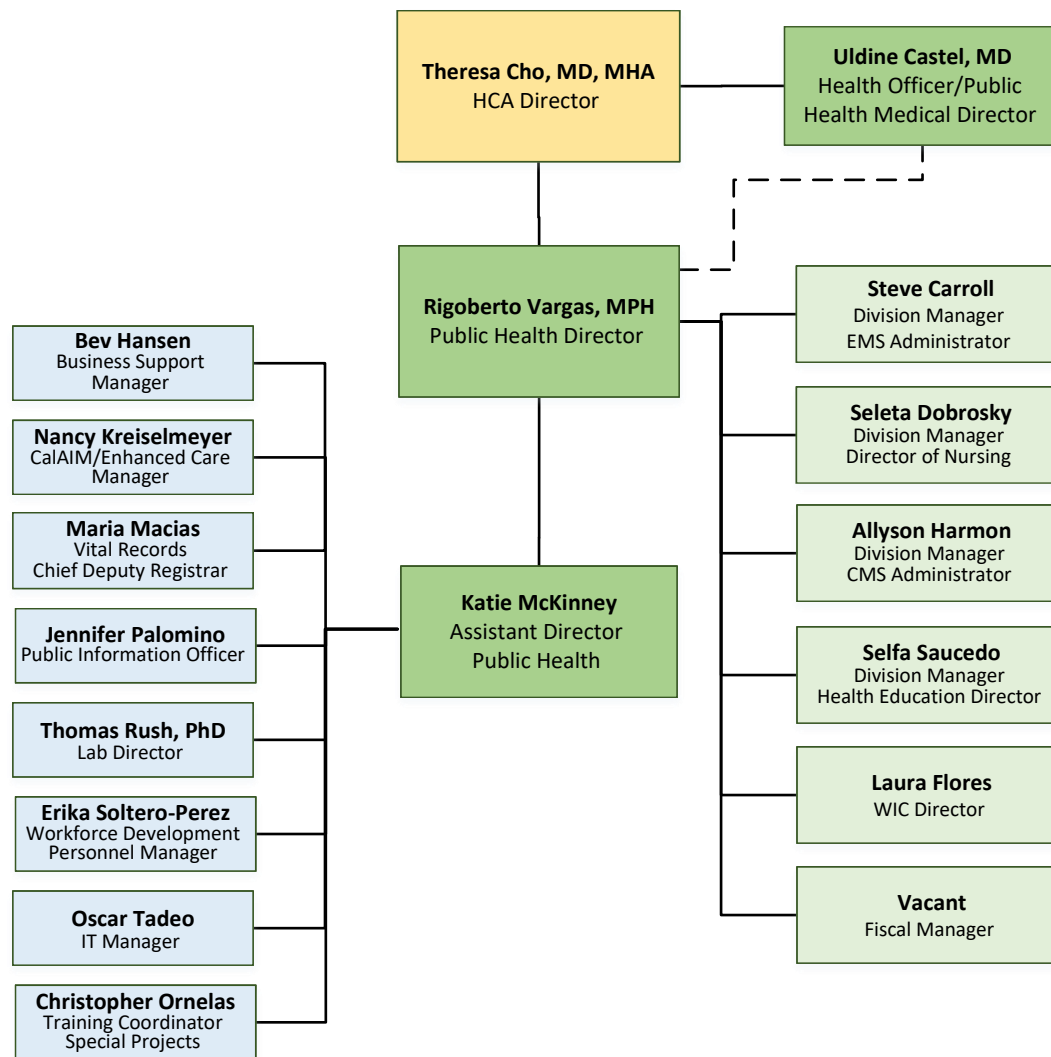 Theresa Cho, MD, MHA
HCA Director
Uldine Castel, MD
Health Officer/Public
Health Medical Director
Rigoberto Vargas, MPH
Public Health Director
Bev Hansen
Business Support
Manager
Nancy Kreiselmeyer
CalAIM/Enhanced Care
Manager
Maria Macias
Vital Records
Chief Deputy Registrar
Jennifer Palomino
Public Information Officer
Thomas Rush, PhD
Lab Director
Erika Soltero-Perez
Workforce Development
Personnel Manager
Oscar Tadeo
IT Manager
Christopher Ornelas
Training Coordinator
Special Projects
Katie McKinney
Assistant Director
Public Health
Steve Carroll
Division Manager
EMS Administrator
Seleta Dobrosky
Division Manager
Director of Nursing
Allyson Harmon
Division Manager
CMS Administrator
Selfa Saucedo
Division Manager
Health Education Director
Laura Flores
WIC Director
Vacant
Fiscal Manager